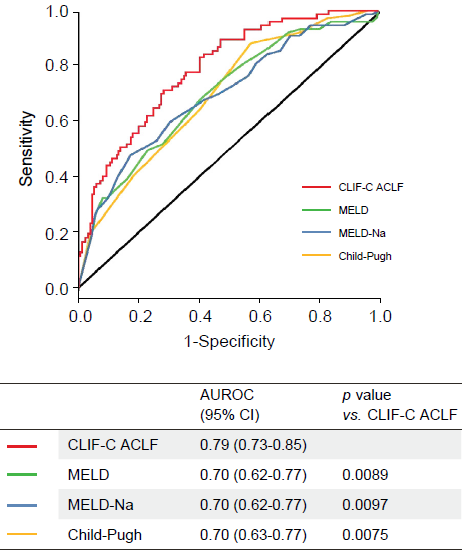 1.0
0.8
0.6
0.4
0.2
0.0
Sensitivity
CLIF-C ACLF
MELD
MELD-Na
Child-Pugh
0.0 0.2 0.4 0.6 0.8 1.0
1-Specificity
AUROC p value
(95% CI) vs. CLIF-C ACLF
CLIF-C ACLF 0.79 (0.73-0.85)
MELD 0.70 (0.62-0.77) 0.0089
MELD-Na 0.70 (0.62-0.77) 0.0097
Child-Pugh 0.70 (0.63-0.77) 0.0075